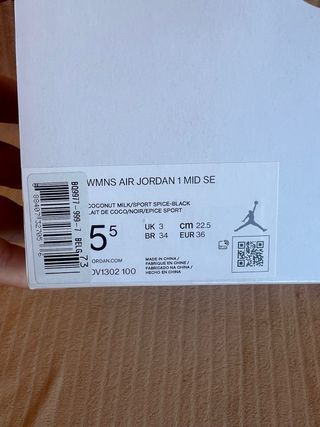 WMNS AIR JORDAN 1 MID SE
COCONUT MILK/SPORT SPICE-BLACK
LAIT DE COCO/NOIR/EPICE SPORT
5.5
UK 3
cm 22.5
BR 34
EUR 36
JORDAN.COM
DV1302 100
MADE IN CHINA /
FABRIQUE EN CHINE /
FABRICADO NA CHINA /
HECHO EN CHINA